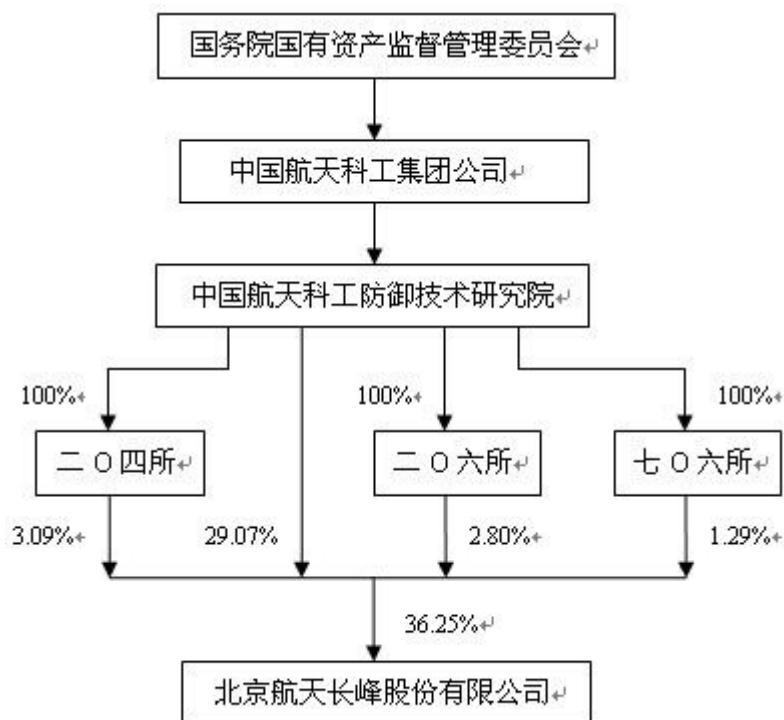 国务院国有资产监督管理委员会
中国航天科工集团公司
中国航天科工防御技术研究院
100% 100% 100%
二O四所 二O六所 七O六所
3.09% 29.07% 2.80% 1.29%
36.25%
北京航天长峰股份有限公司